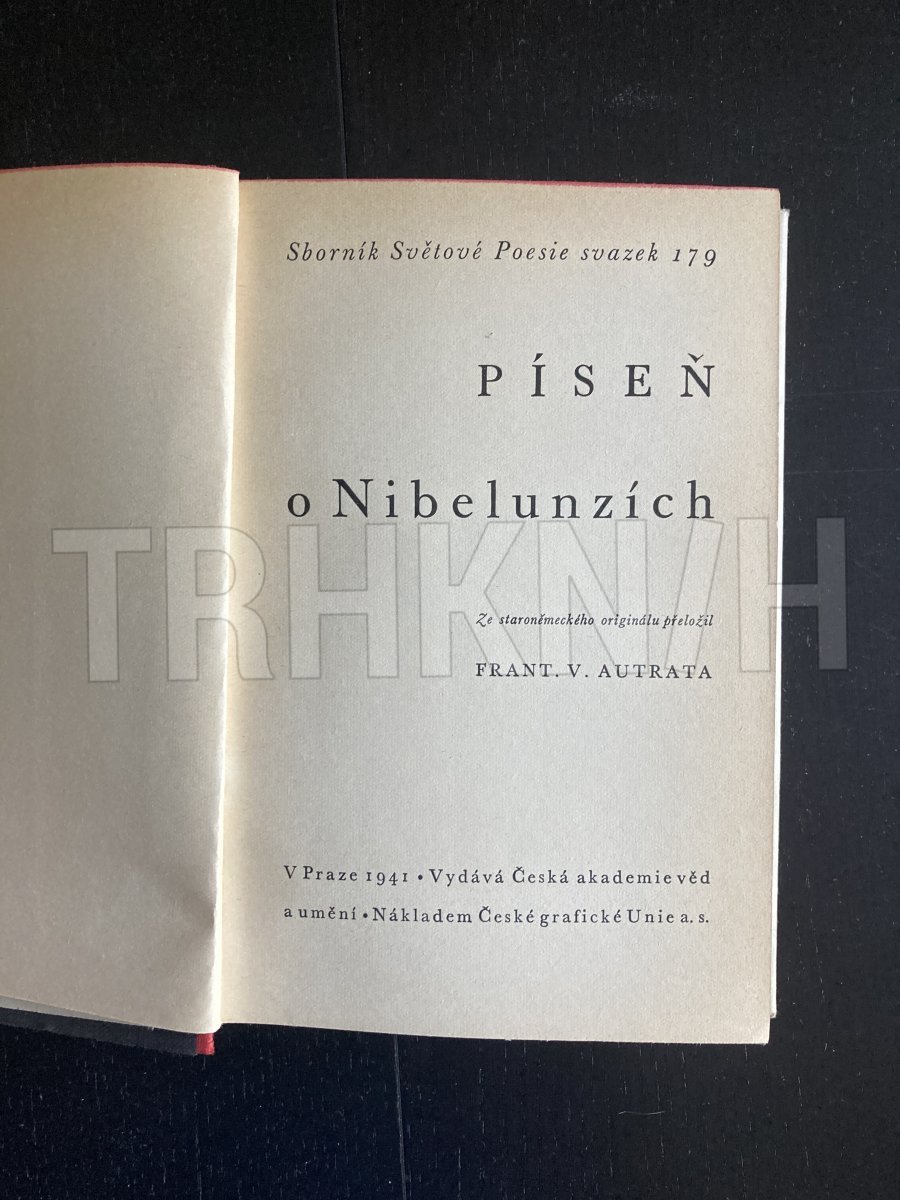 Sborník Světové Poesie svazek 179
PÍSEŇ
o Nibelunzích
TRHKN/H
Ze staroněmeckého originálu přeložil
FRANT. V. AUTRATA
V Praze 1941 • Vydává Česká akademie věd
a umění • Nákladem České grafické Unie a. s.